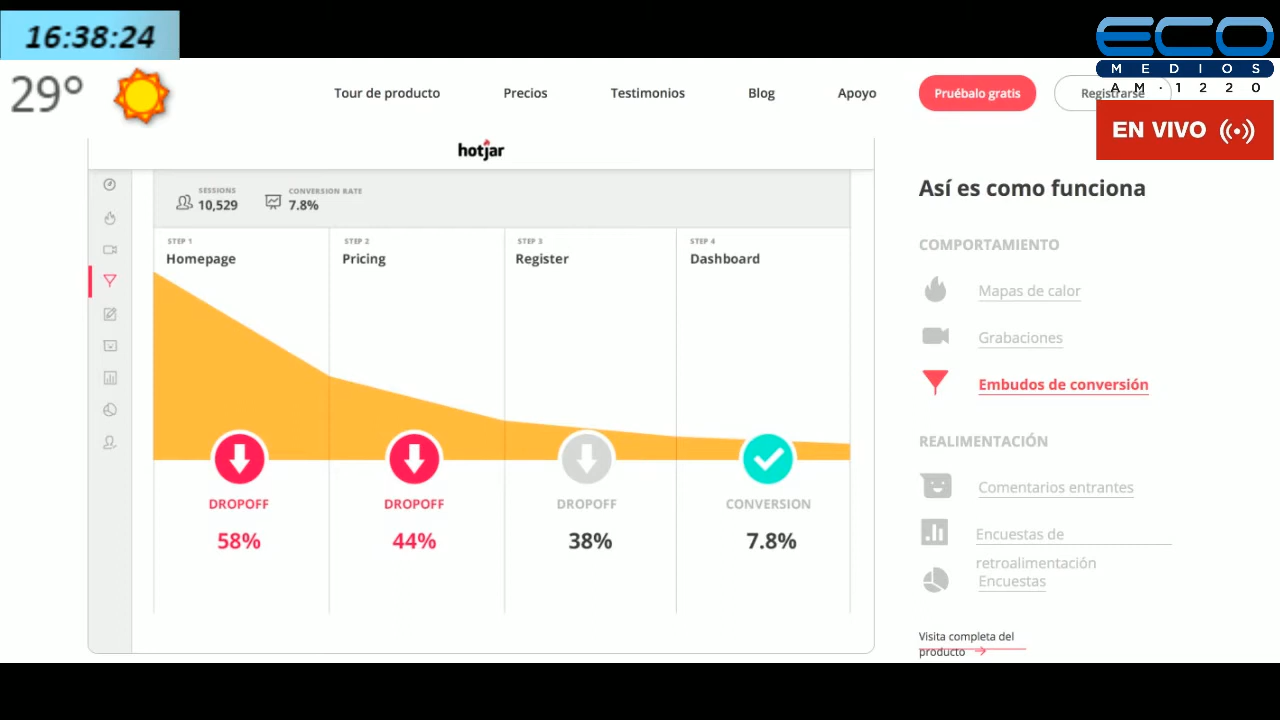 16:38:24
29°
ECO
MEDIOS
AM·1220
EN VIVO
Tour de producto
Precios
Testimonios
Blog
Apoyo
Pruébalo gratis
Registrarse
hotjar
SESSIONS
10,529
CONVERSION RATE
7.8%
STEP 1
Homepage
STEP 2
Pricing
STEP 3
Register
STEP 4
Dashboard
DROPOFF
58%
DROPOFF
44%
DROPOFF
38%
CONVERSION
7.8%
Así es como funciona
COMPORTAMIENTO
Mapas de calor
Grabaciones
Embudos de conversión
REALIMENTACIÓN
Comentarios entrantes
Encuestas de
retroalimentación
Encuestas
Visita completa del
producto